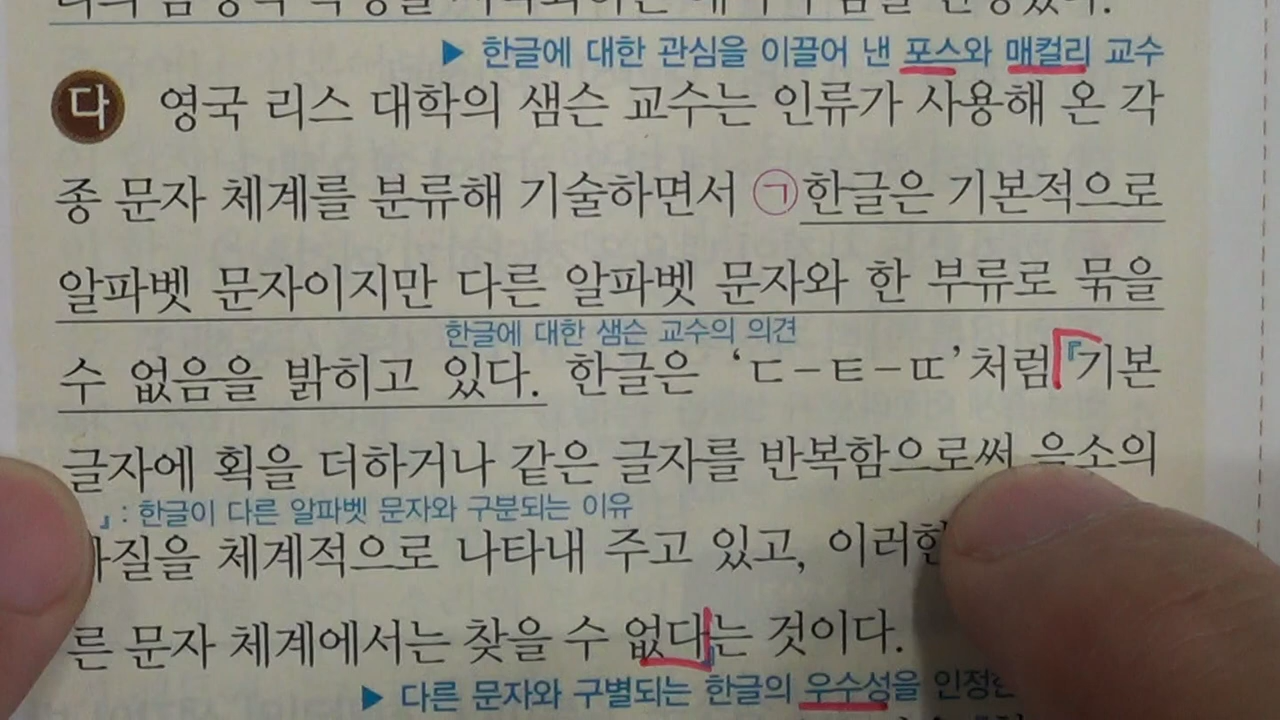 ▶ 한글에 대한 관심을 이끌어 낸 포스와 매컬리 교수
다 영국 리스 대학의 샘슨 교수는 인류가 사용해 온 각
종 문자 체계를 분류해 기술하면서 ㉠한글은 기본적으로
알파벳 문자이지만 다른 알파벳 문자와 한 부류로 묶을
한글에 대한 샘슨 교수의 의견
수 없음을 밝히고 있다. 한글은 ‘ㄷ-ㅌ-ㄸ’처럼 『기본
글자에 획을 더하거나 같은 글자를 반복함으로써 음소의
』: 한글이 다른 알파벳 문자와 구분되는 이유
자질을 체계적으로 나타내 주고 있고, 이러한
른 문자 체계에서는 찾을 수 없다』는 것이다.
▶ 다른 문자와 구별되는 한글의 우수성을